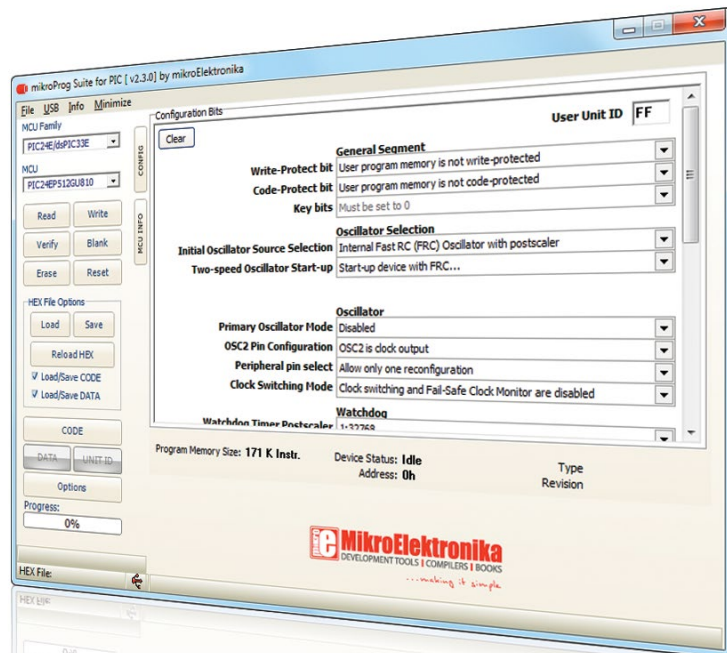 mikroProg Suite for PIC [ v2.3.0] by mikroElektronika
File USB Info Minimize
MCU Family
PIC24E/dsPIC33E
MCU
PIC24EP512GU810
Read Write
Verify Blank
Erase Reset
HEX File Options
Load Save
Reload HEX
Load/Save CODE
Load/Save DATA
CODE
DATA UNIT ID
Options
Progress:
0%
HEX File:
CONFIG
MCU INFO
Configuration Bits
Clear
User Unit ID FF
General Segment
Write-Protect bit User program memory is not write-protected
Code-Protect bit User program memory is not code-protected
Key bits Must be set to 0
Oscillator Selection
Initial Oscillator Source Selection Internal Fast RC (FRC) Oscillator with postscaler
Two-speed Oscillator Start-up Start-up device with FRC...
Oscillator
Primary Oscillator Mode Disabled
OSC2 Pin Configuration OSC2 is clock output
Peripheral pin select Allow only one reconfiguration
Clock Switching Mode Clock switching and Fail-Safe Clock Monitor are disabled
Watchdog
Watchdog Timer Postscaler 1:32768
Program Memory Size: 171 K Instr.
Device Status: Idle
Address: 0h
Type
Revision
mikro e
MikroElektronika
DEVELOPMENT TOOLS | COMPILERS | BOOKS
...making it simple
HEX File:
0%